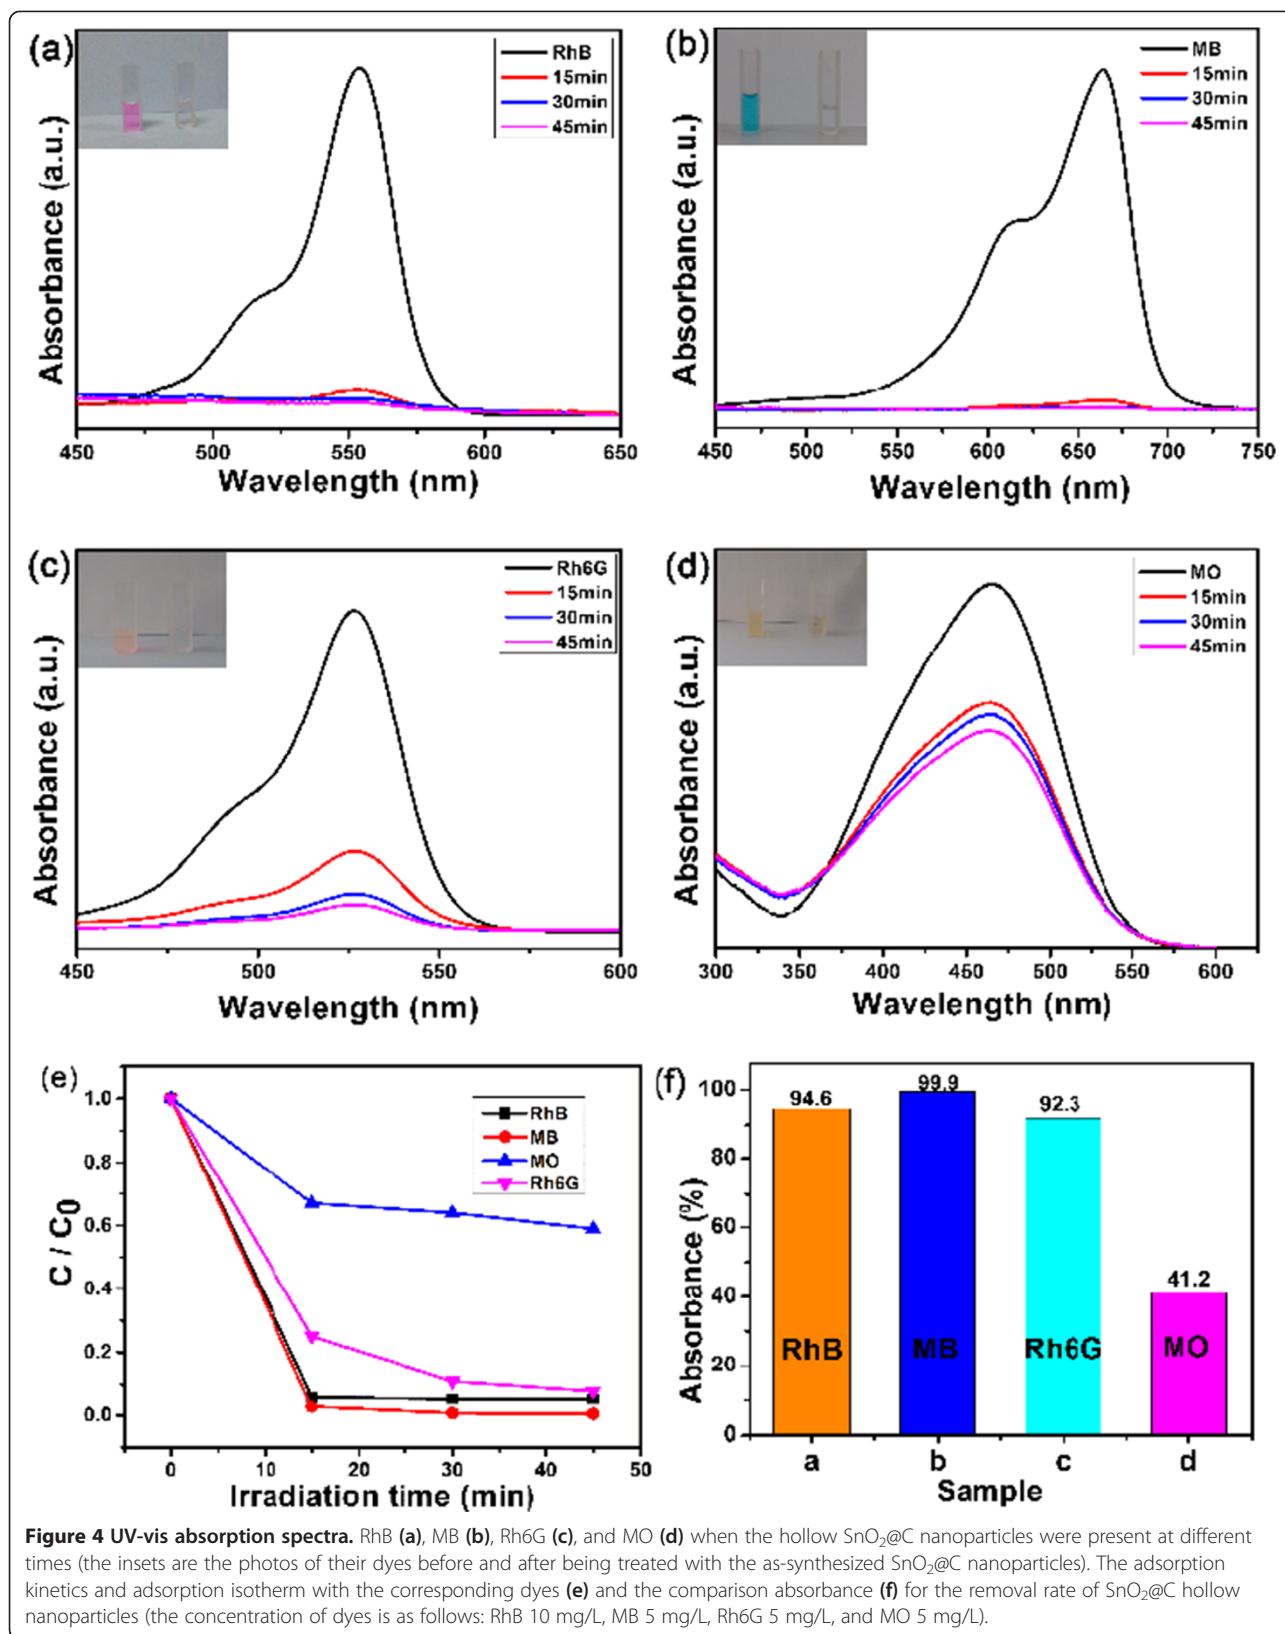 (a)
RhB
15min
30min
45min
Absorbance (a.u.)
450 500 550 600 650
Wavelength (nm)
(b)
MB
15min
30min
45min
Absorbance (a.u.)
450 500 550 600 650 700 750
Wavelength (nm)
(c)
Rh6G
15min
30min
45min
Absorbance (a.u.)
450 500 550 600
Wavelength (nm)
(d)
MO
15min
30min
45min
Absorbance (a.u.)
300 350 400 450 500 550 600
Wavelength (nm)
(e)
RhB
MB
MO
Rh6G
C / C0
1.0
0.8
0.6
0.4
0.2
0.0
0 10 20 30 40 50
Irradiation time (min)
(f)
Absorbance (%)
100
80
60
40
20
0
94.6 99.9 92.3 41.2
RhB MB Rh6G MO
a b c d
Sample
Figure 4 UV-vis absorption spectra. RhB (a), MB (b), Rh6G (c), and MO (d) when the hollow SnO2@C nanoparticles were present at different
times (the insets are the photos of their dyes before and after being treated with the as-synthesized SnO2@C nanoparticles). The adsorption
kinetics and adsorption isotherm with the corresponding dyes (e) and the comparison absorbance (f) for the removal rate of SnO2@C hollow
nanoparticles (the concentration of dyes is as follows: RhB 10 mg/L, MB 5 mg/L, Rh6G 5 mg/L, and MO 5 mg/L).